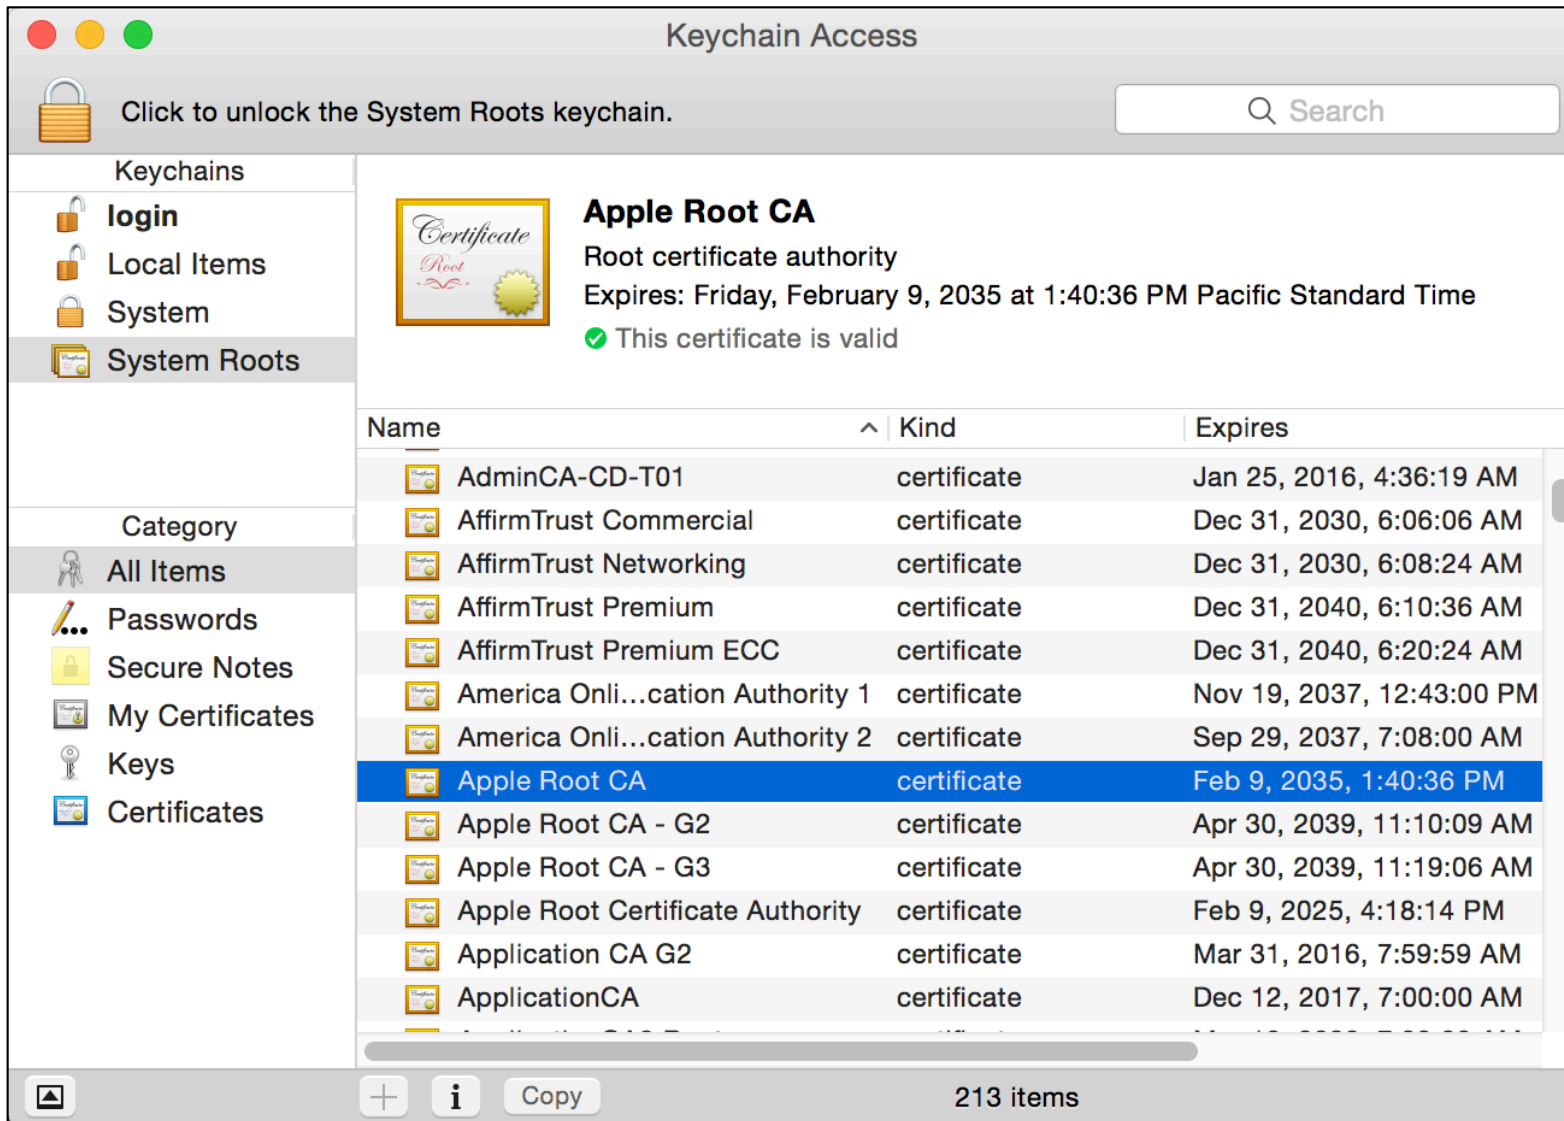 Keychain Access
Click to unlock the System Roots keychain.
Search
Keychains
login
Local Items
System
System Roots
Category
All Items
Passwords
Secure Notes
My Certificates
Keys
Certificates
Certificate
Root
Apple Root CA
Root certificate authority
Expires: Friday, February 9, 2035 at 1:40:36 PM Pacific Standard Time
This certificate is valid
Name Kind Expires
AdminCA-CD-T01 certificate Jan 25, 2016, 4:36:19 AM
AffirmTrust Commercial certificate Dec 31, 2030, 6:06:06 AM
AffirmTrust Networking certificate Dec 31, 2030, 6:08:24 AM
AffirmTrust Premium certificate Dec 31, 2040, 6:10:36 AM
AffirmTrust Premium ECC certificate Dec 31, 2040, 6:20:24 AM
America Onli...cation Authority 1 certificate Nov 19, 2037, 12:43:00 PM
America Onli...cation Authority 2 certificate Sep 29, 2037, 7:08:00 AM
Apple Root CA certificate Feb 9, 2035, 1:40:36 PM
Apple Root CA - G2 certificate Apr 30, 2039, 11:10:09 AM
Apple Root CA - G3 certificate Apr 30, 2039, 11:19:06 AM
Apple Root Certificate Authority certificate Feb 9, 2025, 4:18:14 PM
Application CA G2 certificate Mar 31, 2016, 7:59:59 AM
ApplicationCA certificate Dec 12, 2017, 7:00:00 AM
Copy
213 items